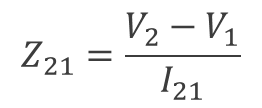 Z₂₁ = (V₂ − V₁) / I₂₁